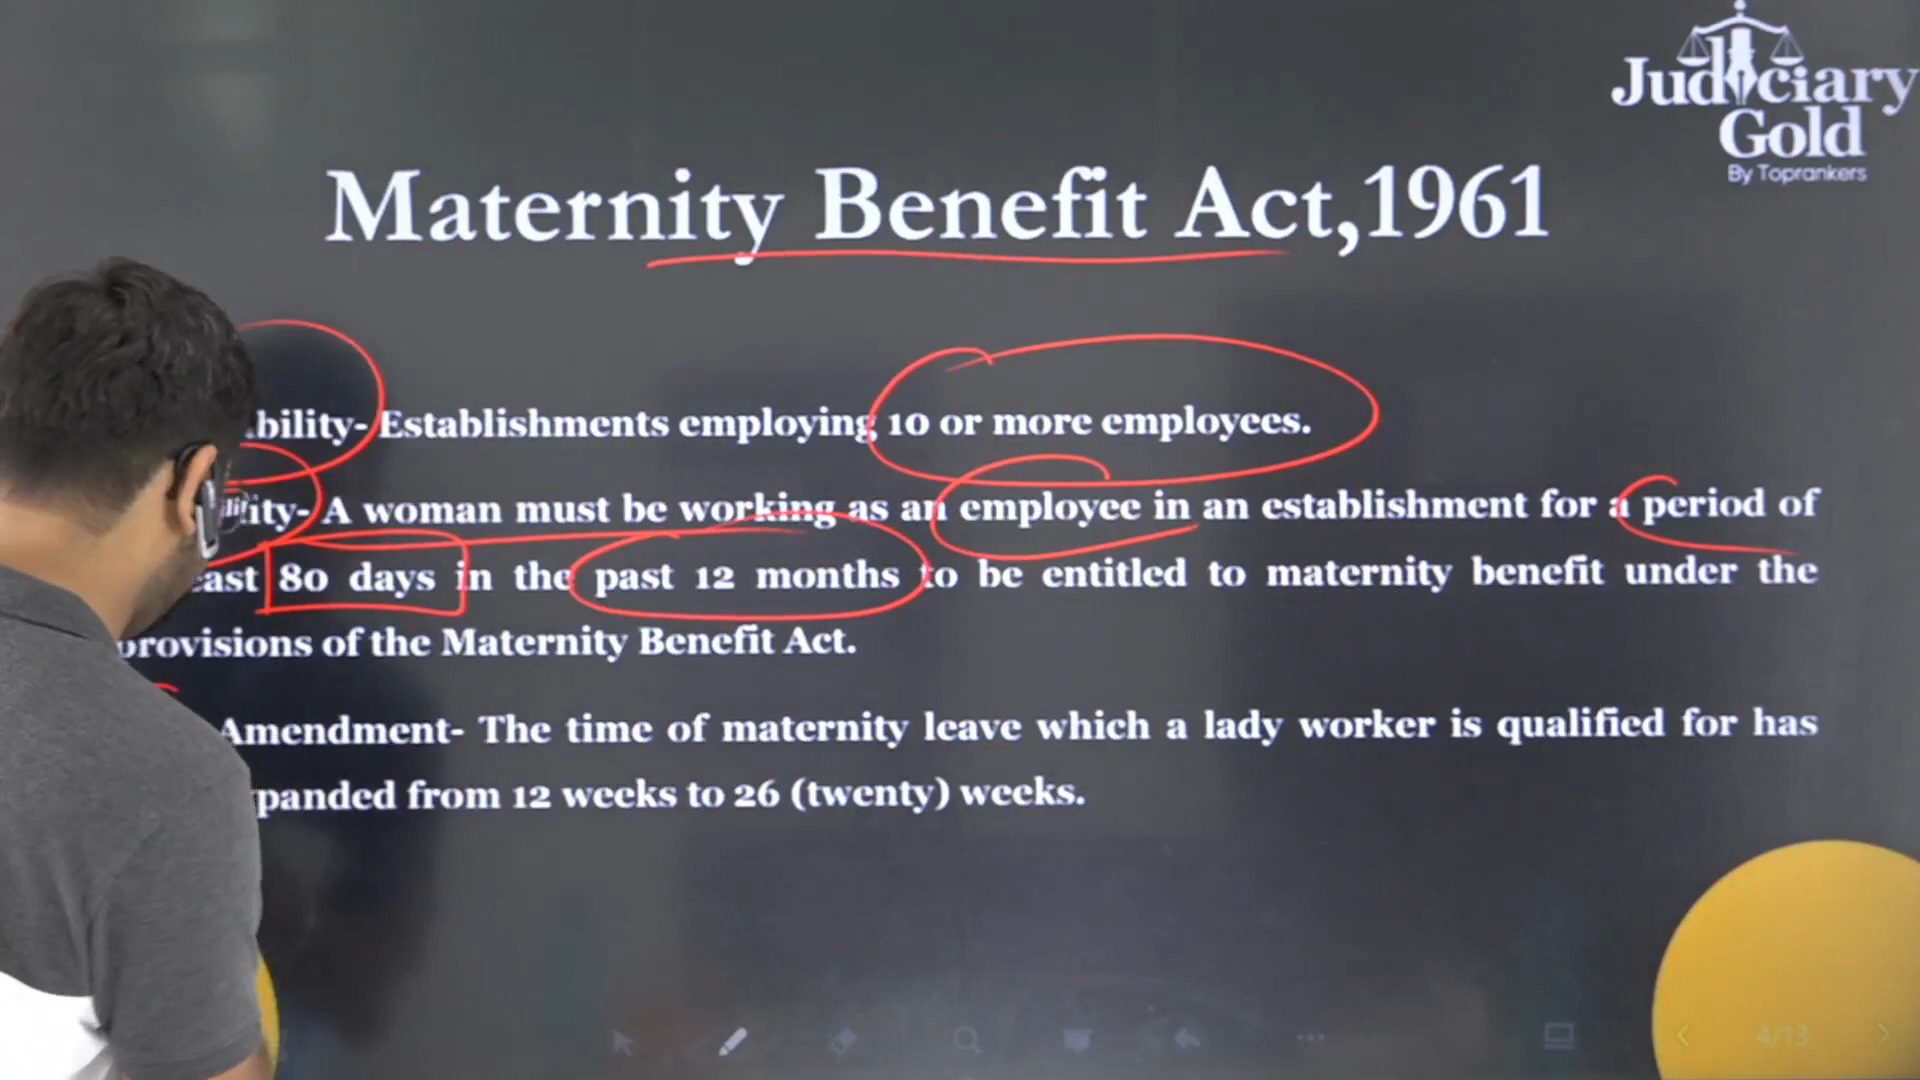 Judiciary
Gold
By Toprankers
Maternity Benefit Act,1961
bility- Establishments employing 10 or more employees.
ility- A woman must be working as an employee in an establishment for a period of
east 80 days in the past 12 months to be entitled to maternity benefit under the
provisions of the Maternity Benefit Act.
Amendment- The time of maternity leave which a lady worker is qualified for has
panded from 12 weeks to 26 (twenty) weeks.
4/13